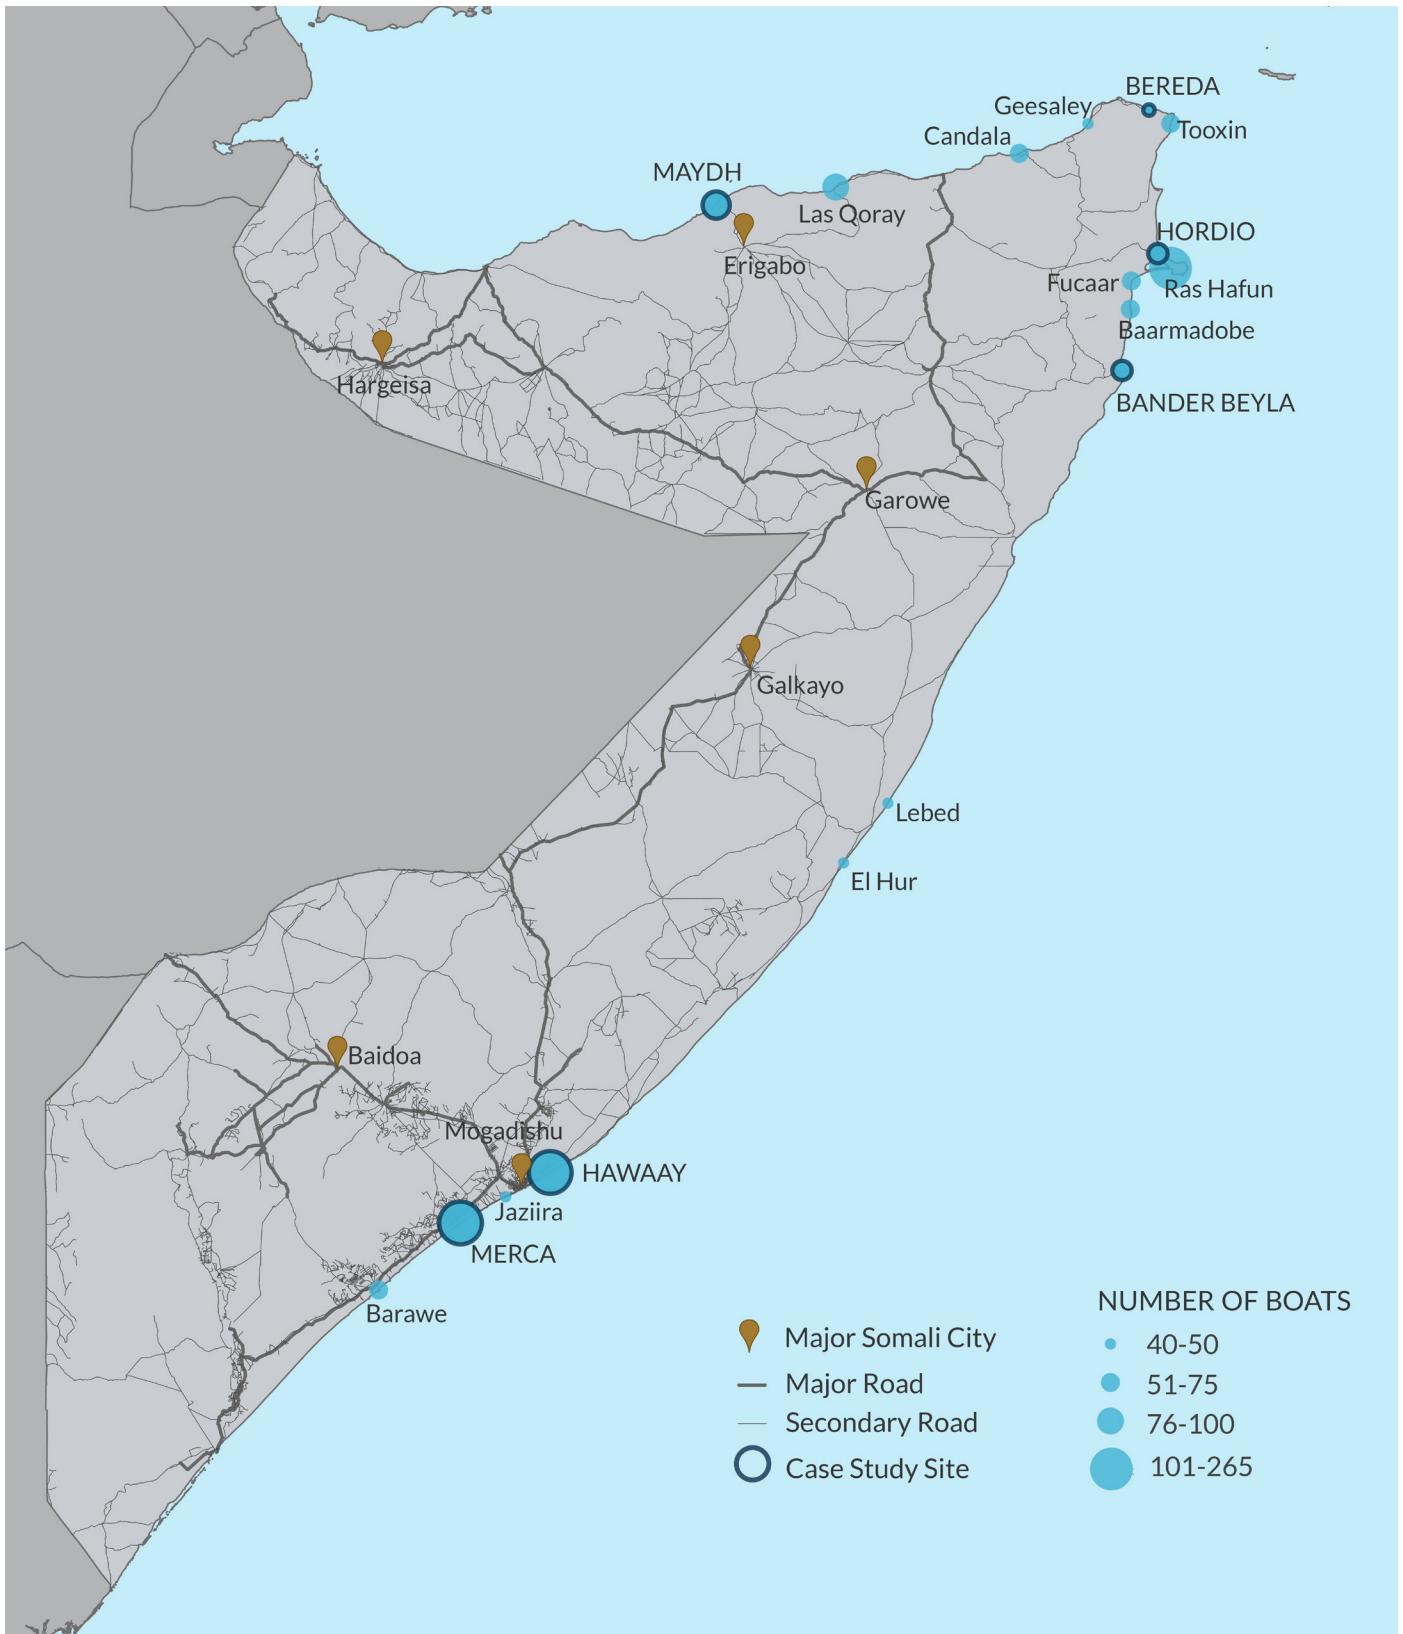 BEREDA
Geesaley
Tooxin
Candala
MAYDH
Las Qoray
HORDIO
Erigabo
Fucaar
Ras Hafun
Baarmadobe
Hargeisa
BANDER BEYLA
Garowe
Galkayo
Lebed
El Hur
Baidoa
Mogadishu
HAWAAY
Jaziira
MERCA
Barawe
Major Somali City
Major Road
Secondary Road
Case Study Site
NUMBER OF BOATS
40-50
51-75
76-100
101-265